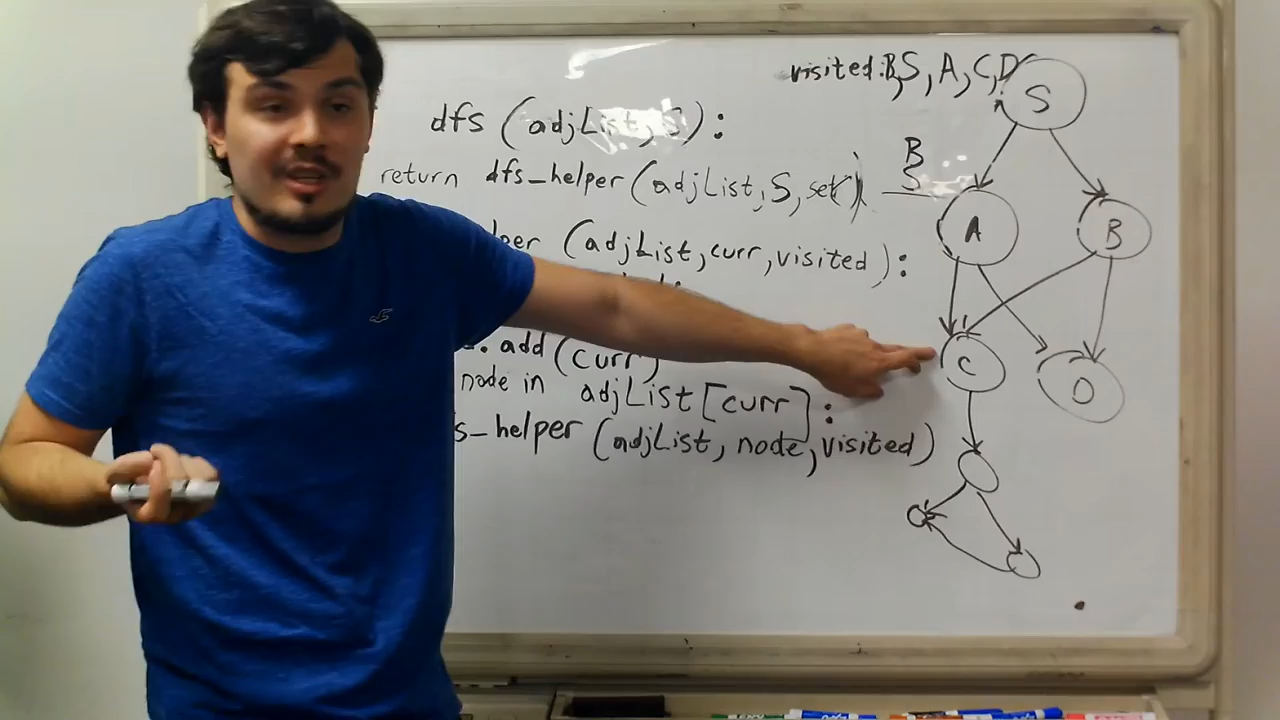 visited: B,S, A, C, D
S
dfs (adjList, S):
return dfs_helper (adjList, S, set)
B
S
A
B
per (adjList, curr, visited):
. add (curr)
C
D
node in adjList [curr]:
s_helper (adjList, node, visited)